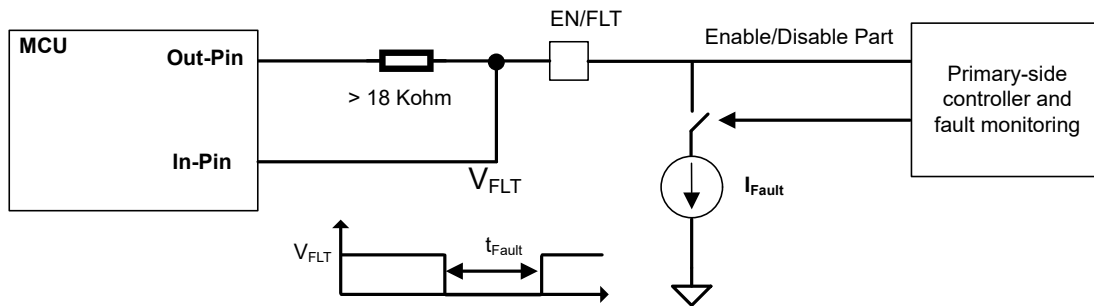 EN/FLT
MCU
Out-Pin
Enable/Disable Part
> 18 Kohm
Primary-side
controller and
fault monitoring
In-Pin
VFLT
IFault
VFLT
tFault